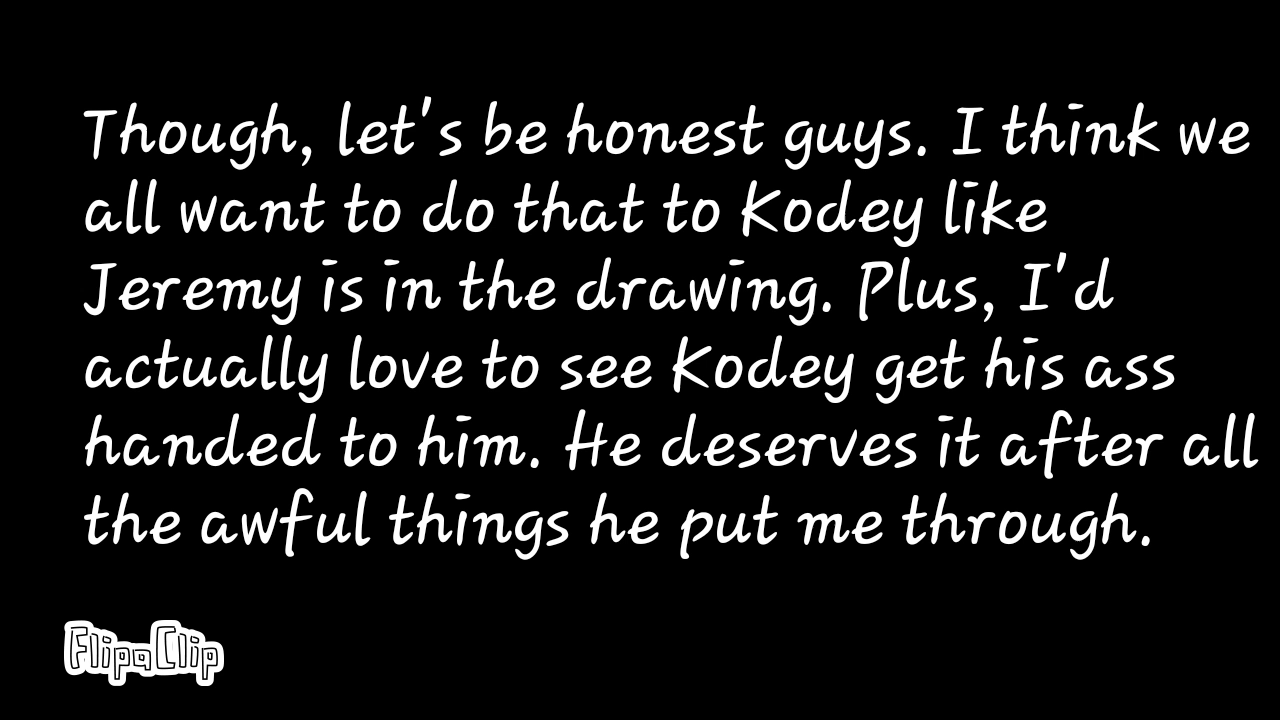 Though, let's be honest guys. I think we
all want to do that to Kodey like
Jeremy is in the drawing. Plus, I'd
actually love to see Kodey get his ass
handed to him. He deserves it after all
the awful things he put me through.
FlipaClip